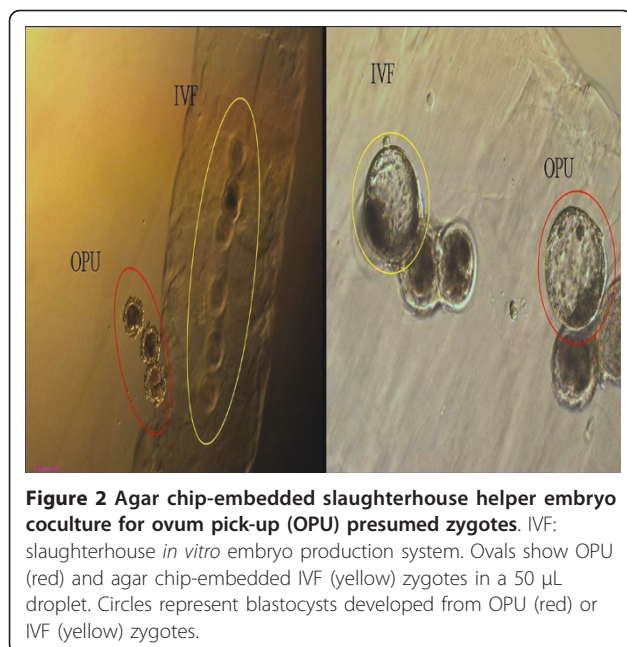 IVF
OPU
IVF
OPU
Figure 2 Agar chip-embedded slaughterhouse helper embryo
coculture for ovum pick-up (OPU) presumed zygotes. IVF:
slaughterhouse in vitro embryo production system. Ovals show OPU
(red) and agar chip-embedded IVF (yellow) zygotes in a 50 μL
droplet. Circles represent blastocysts developed from OPU (red) or
IVF (yellow) zygotes.